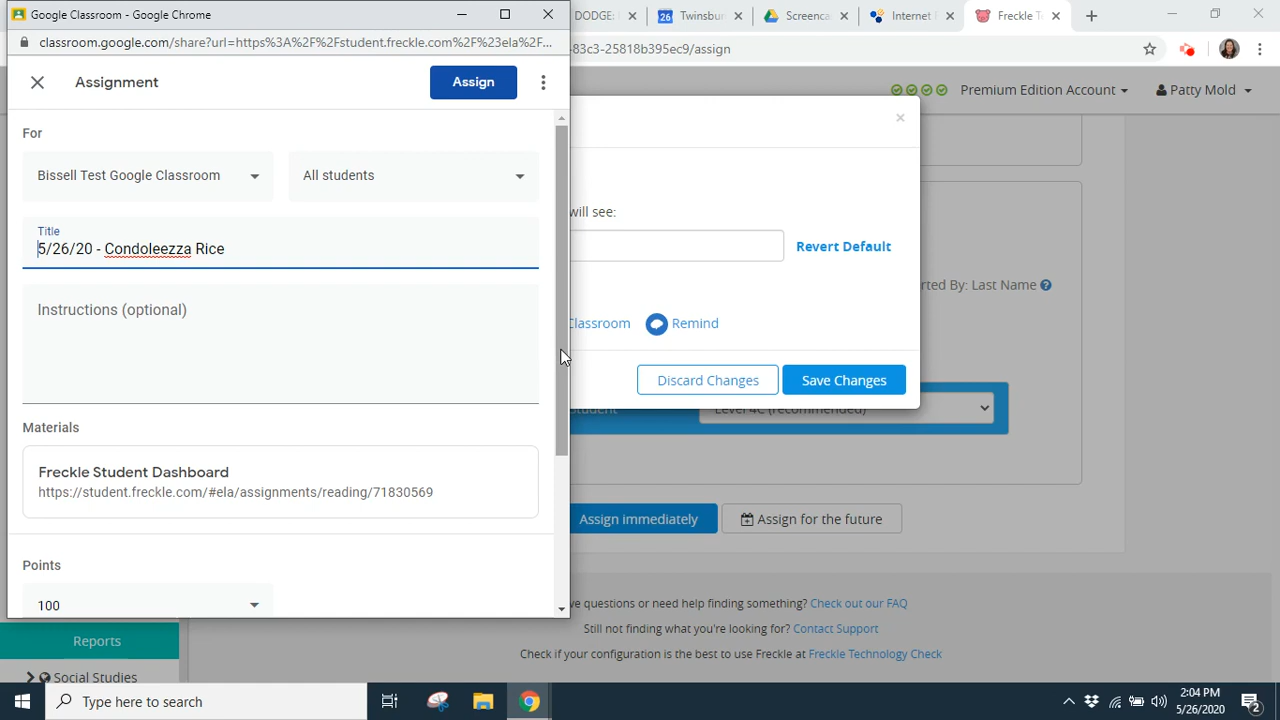 Google Classroom - Google Chrome
DODGE:
Twinsburg
Screenca
Internet F
Freckle T
classroom.google.com/share?url=https%3A%2F%2Fstudent.freckle.com%2F%23ela%2F...
-83c3-25818b395ec9/assign
Assignment
Assign
Premium Edition Account
Patty Mold
For
Bissell Test Google Classroom
All students
will see:
Title
5/26/20 - Condoleezza Rice
Revert Default
rted By: Last Name
Instructions (optional)
Classroom
Remind
Discard Changes
Save Changes
Student
Level 4C (recommended)
Materials
Freckle Student Dashboard
https://student.freckle.com/#ela/assignments/reading/71830569
Assign immediately
Assign for the future
Points
100
ve questions or need help finding something? Check out our FAQ
Still not finding what you're looking for? Contact Support
Check if your configuration is the best to use Freckle at Freckle Technology Check
Reports
Social Studies
Type here to search
2:04 PM
5/26/2020
2